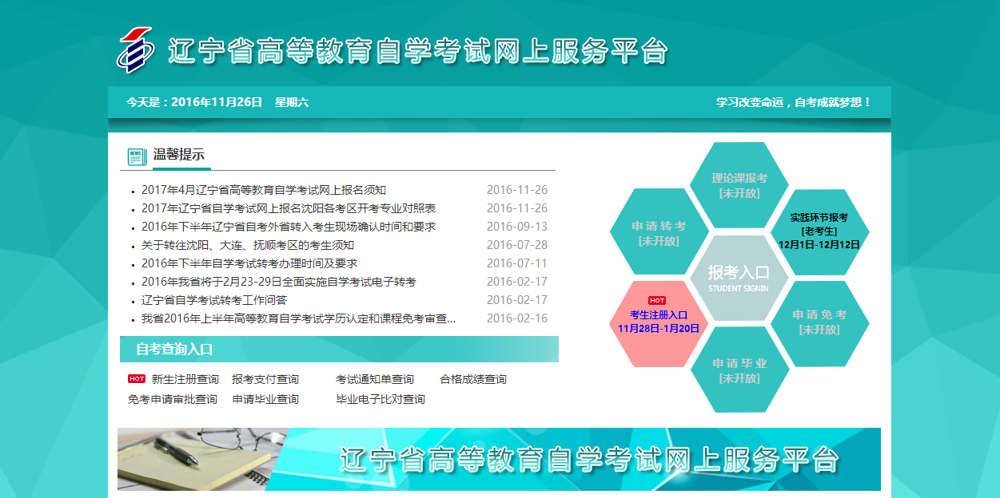 辽宁省高等教育自学考试网上服务平台
今天是：2016年11月26日 星期六
学习改变命运，自考成就梦想！
NEWS
温馨提示
2017年4月辽宁省高等教育自学考试网上报名须知 2016-11-26
2017年辽宁省自学考试网上报名沈阳各考区开考专业对照表 2016-11-26
2016年下半年辽宁省自考外省转入考生现场确认时间和要求 2016-09-13
关于转往沈阳、大连、抚顺考区的考生须知 2016-07-28
2016年下半年自学考试转考办理时间及要求 2016-07-11
2016年我省将于2月23-29日全面实施自学考试电子转考 2016-02-17
辽宁省自学考试转考工作问答 2016-02-17
我省2016年上半年高等教育自学考试学历认定和课程免考审查... 2016-02-16
自考查询入口
HOT 新生注册查询 报考支付查询 考试通知单查询 合格成绩查询
免考申请审批查询 申请毕业查询 毕业电子比对查询
理论课报考
[未开放]
申 请 转 考
[未开放]
实践环节报考
[老考生]
12月1日-12月12日
报考入口
STUDENT SIGNIN
HOT
考生注册入口
11月28日-1月20日
申 请 免 考
[未开放]
申 请 毕 业
[未开放]
辽宁省高等教育自学考试网上服务平台